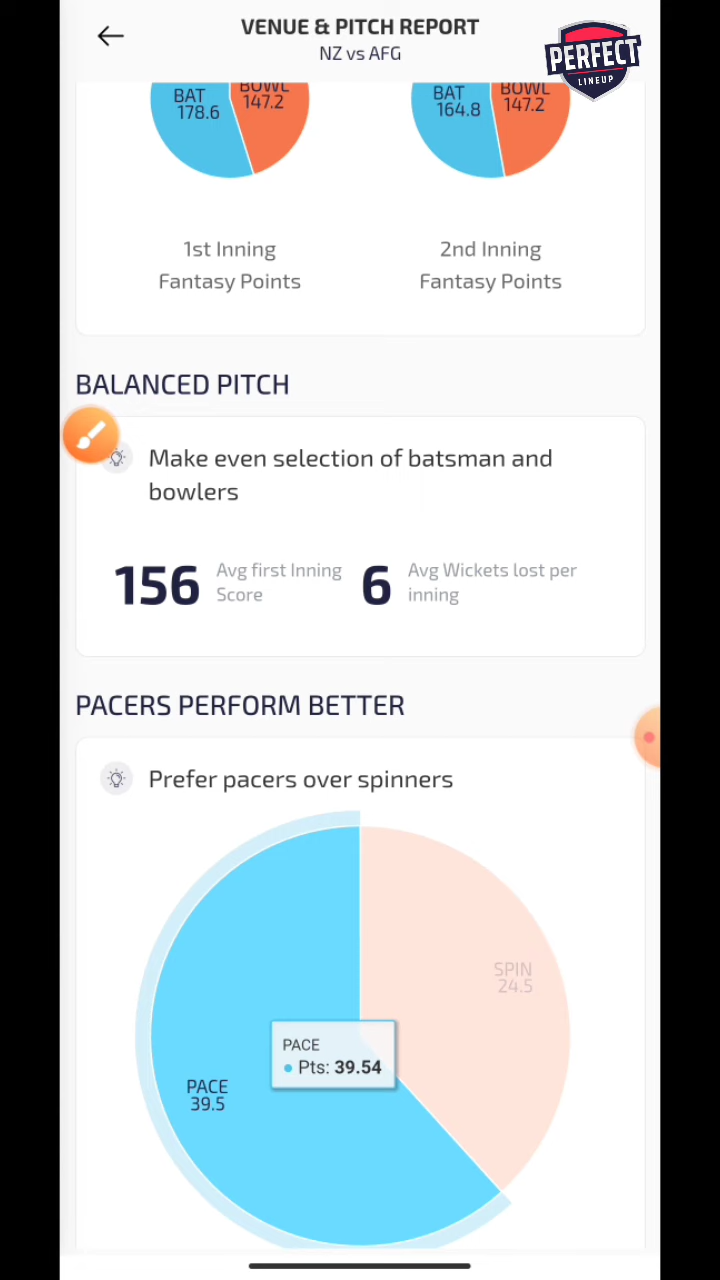 VENUE & PITCH REPORT
NZ vs AFG
PERFECT
LINEUP
BAT
178.6
BOWL
147.2
BAT
164.8
BOWL
147.2
1st Inning
Fantasy Points
2nd Inning
Fantasy Points
BALANCED PITCH
Make even selection of batsman and
bowlers
156
Avg first Inning
Score
6
Avg Wickets lost per
inning
PACERS PERFORM BETTER
Prefer pacers over spinners
SPIN
24.5
PACE
Pts: 39.54
PACE
39.5